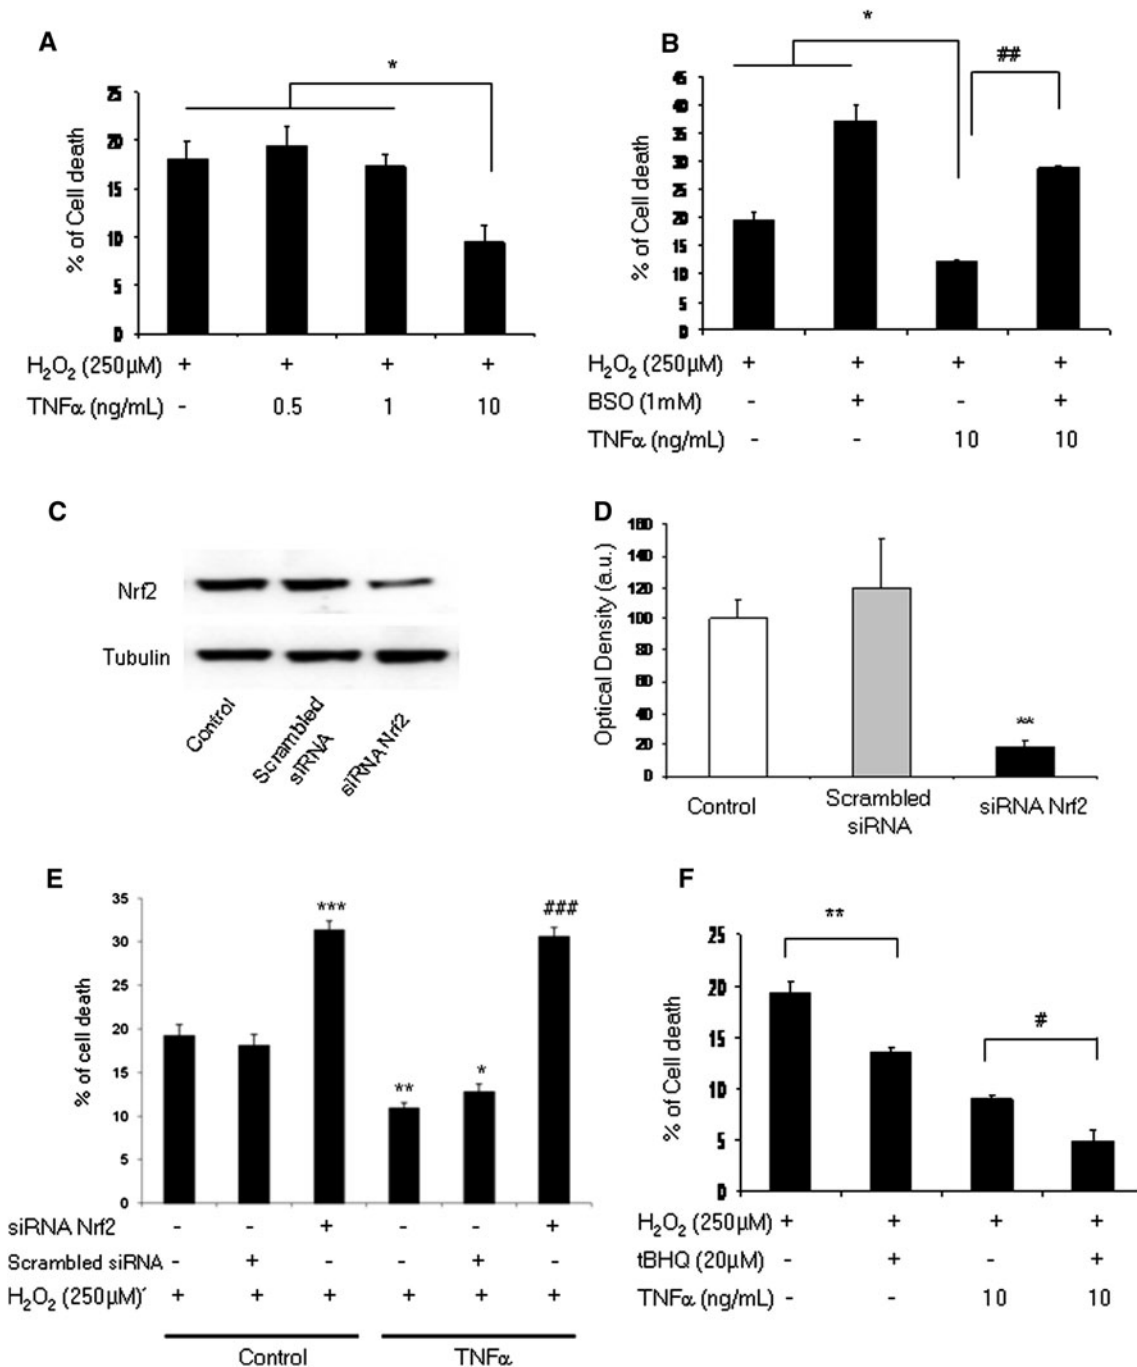 A
*
% of Cell death
25
20
15
10
5
0
H₂O₂ (250µM) + + + +
TNFα (ng/mL) - 0.5 1 10
B
*
##
% of Cell death
45
40
35
30
25
20
15
10
5
0
H₂O₂ (250µM) + + + +
BSO (1mM) - + - +
TNFα (ng/mL) - - 10 10
C
Nrf2
Tubulin
Control
Scrambled
siRNA
siRNA Nrf2
D
Optical Density (a.u.)
160
140
120
100
80
60
40
20
0
**
Control
Scrambled
siRNA
siRNA Nrf2
E
% of cell death
35
30
25
20
15
10
5
0
***
**
*
###
siRNA Nrf2 - - + - - +
Scrambled siRNA - + - - + -
H₂O₂ (250µM)´ + + + + + +
Control
TNFα
F
**
#
% of Cell death
25
20
15
10
5
0
H₂O₂ (250µM) + + + +
tBHQ (20µM) - + - +
TNFα (ng/mL) - - 10 10